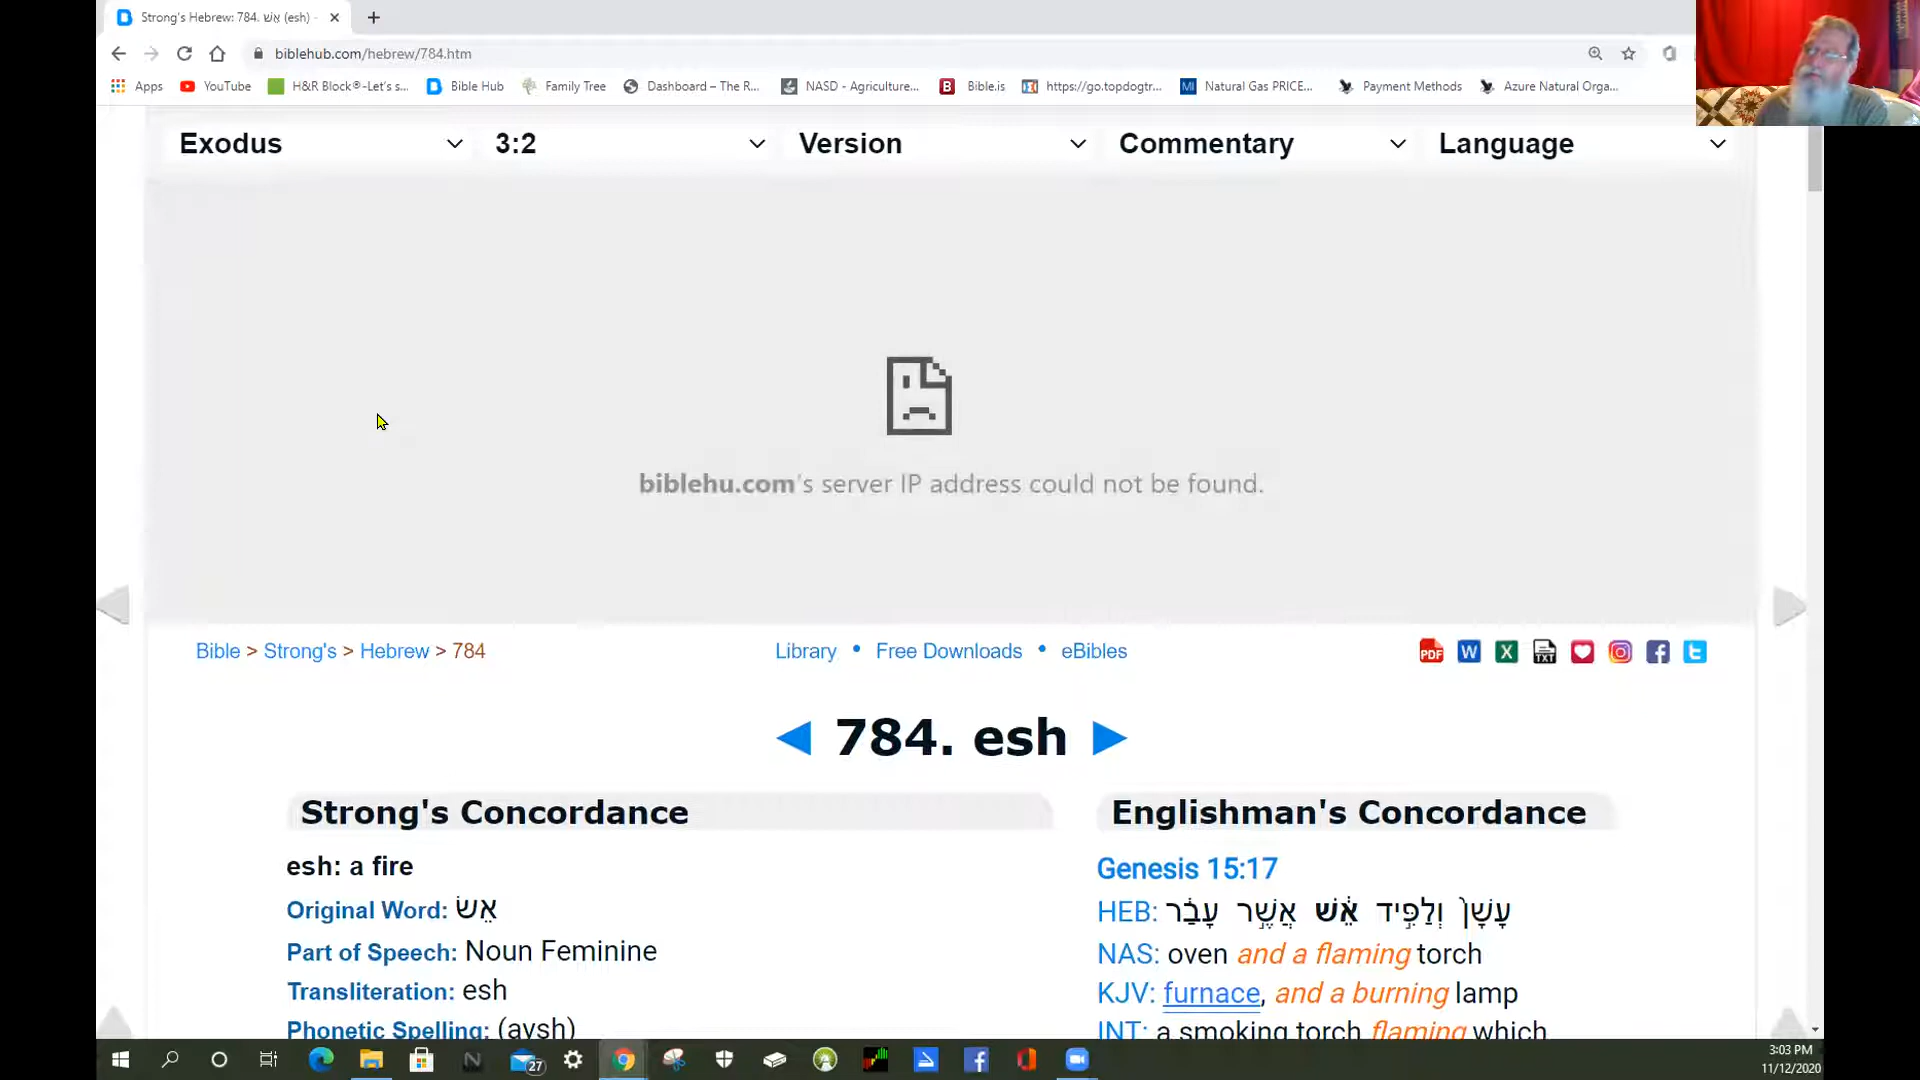 Strong's Hebrew: 784. אֵשׁ (esh) -
biblehub.com/hebrew/784.htm
Apps YouTube H&R Block®-Let's s... Bible Hub Family Tree Dashboard – The R... NASD - Agriculture... Bible.is https://go.topdogtr... Natural Gas PRICE... Payment Methods Azure Natural Orga...
Exodus 3:2 Version Commentary Language
biblehu.com's server IP address could not be found.
Bible > Strong's > Hebrew > 784 Library • Free Downloads • eBibles
784. esh
Strong's Concordance
esh: a fire
Original Word: אֵשׁ
Part of Speech: Noun Feminine
Transliteration: esh
Phonetic Spelling: (aysh)
Englishman's Concordance
Genesis 15:17
HEB: עָשָׁן֙ וְלַפִּ֣יד אֵ֔שׁ אֲשֶׁ֣ר עָבַ֔ר
NAS: oven and a flaming torch
KJV: furnace, and a burning lamp
INT: a smoking torch flaming which
27
3:03 PM
11/12/2020